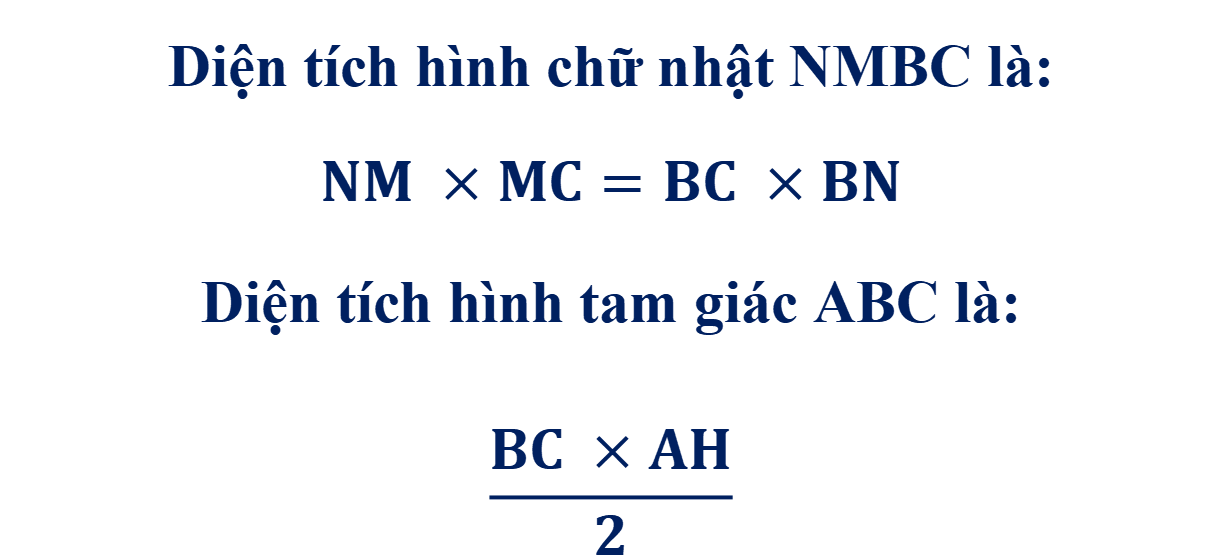 Diện tích hình chữ nhật NMBC là:
NM × MC = BC × BN
Diện tích hình tam giác ABC là:
BC × AH
2